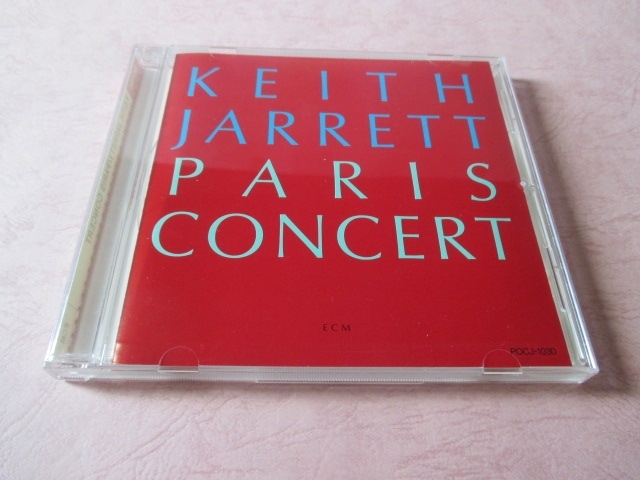 KEITH
JARRETT
PARIS
CONCERT
ECM
POCJ-1030